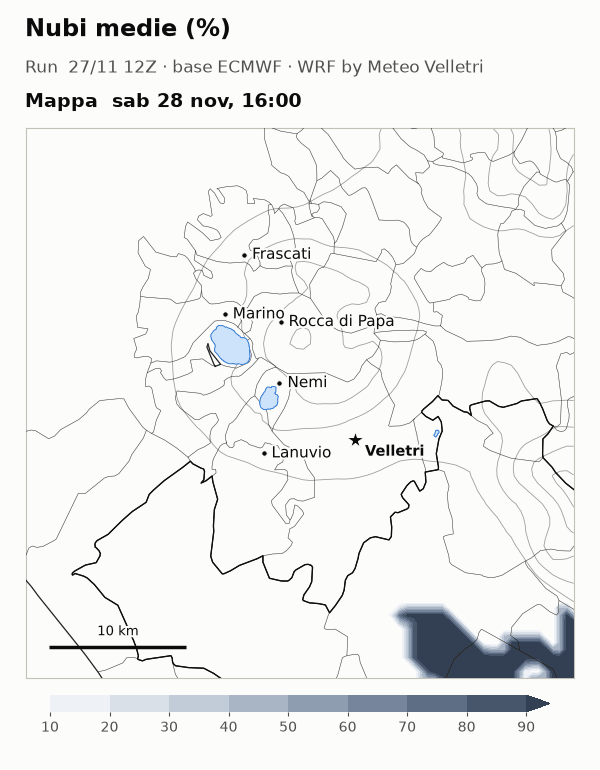 Nubi medie (%)
Run  27/11 12Z · base ECMWF · WRF by Meteo Velletri
Mappa  sab 28 nov, 16:00
Frascati
Marino
Rocca di Papa
Nemi
Velletri
Lanuvio
10 km
10 20 30 40 50 60 70 80 90